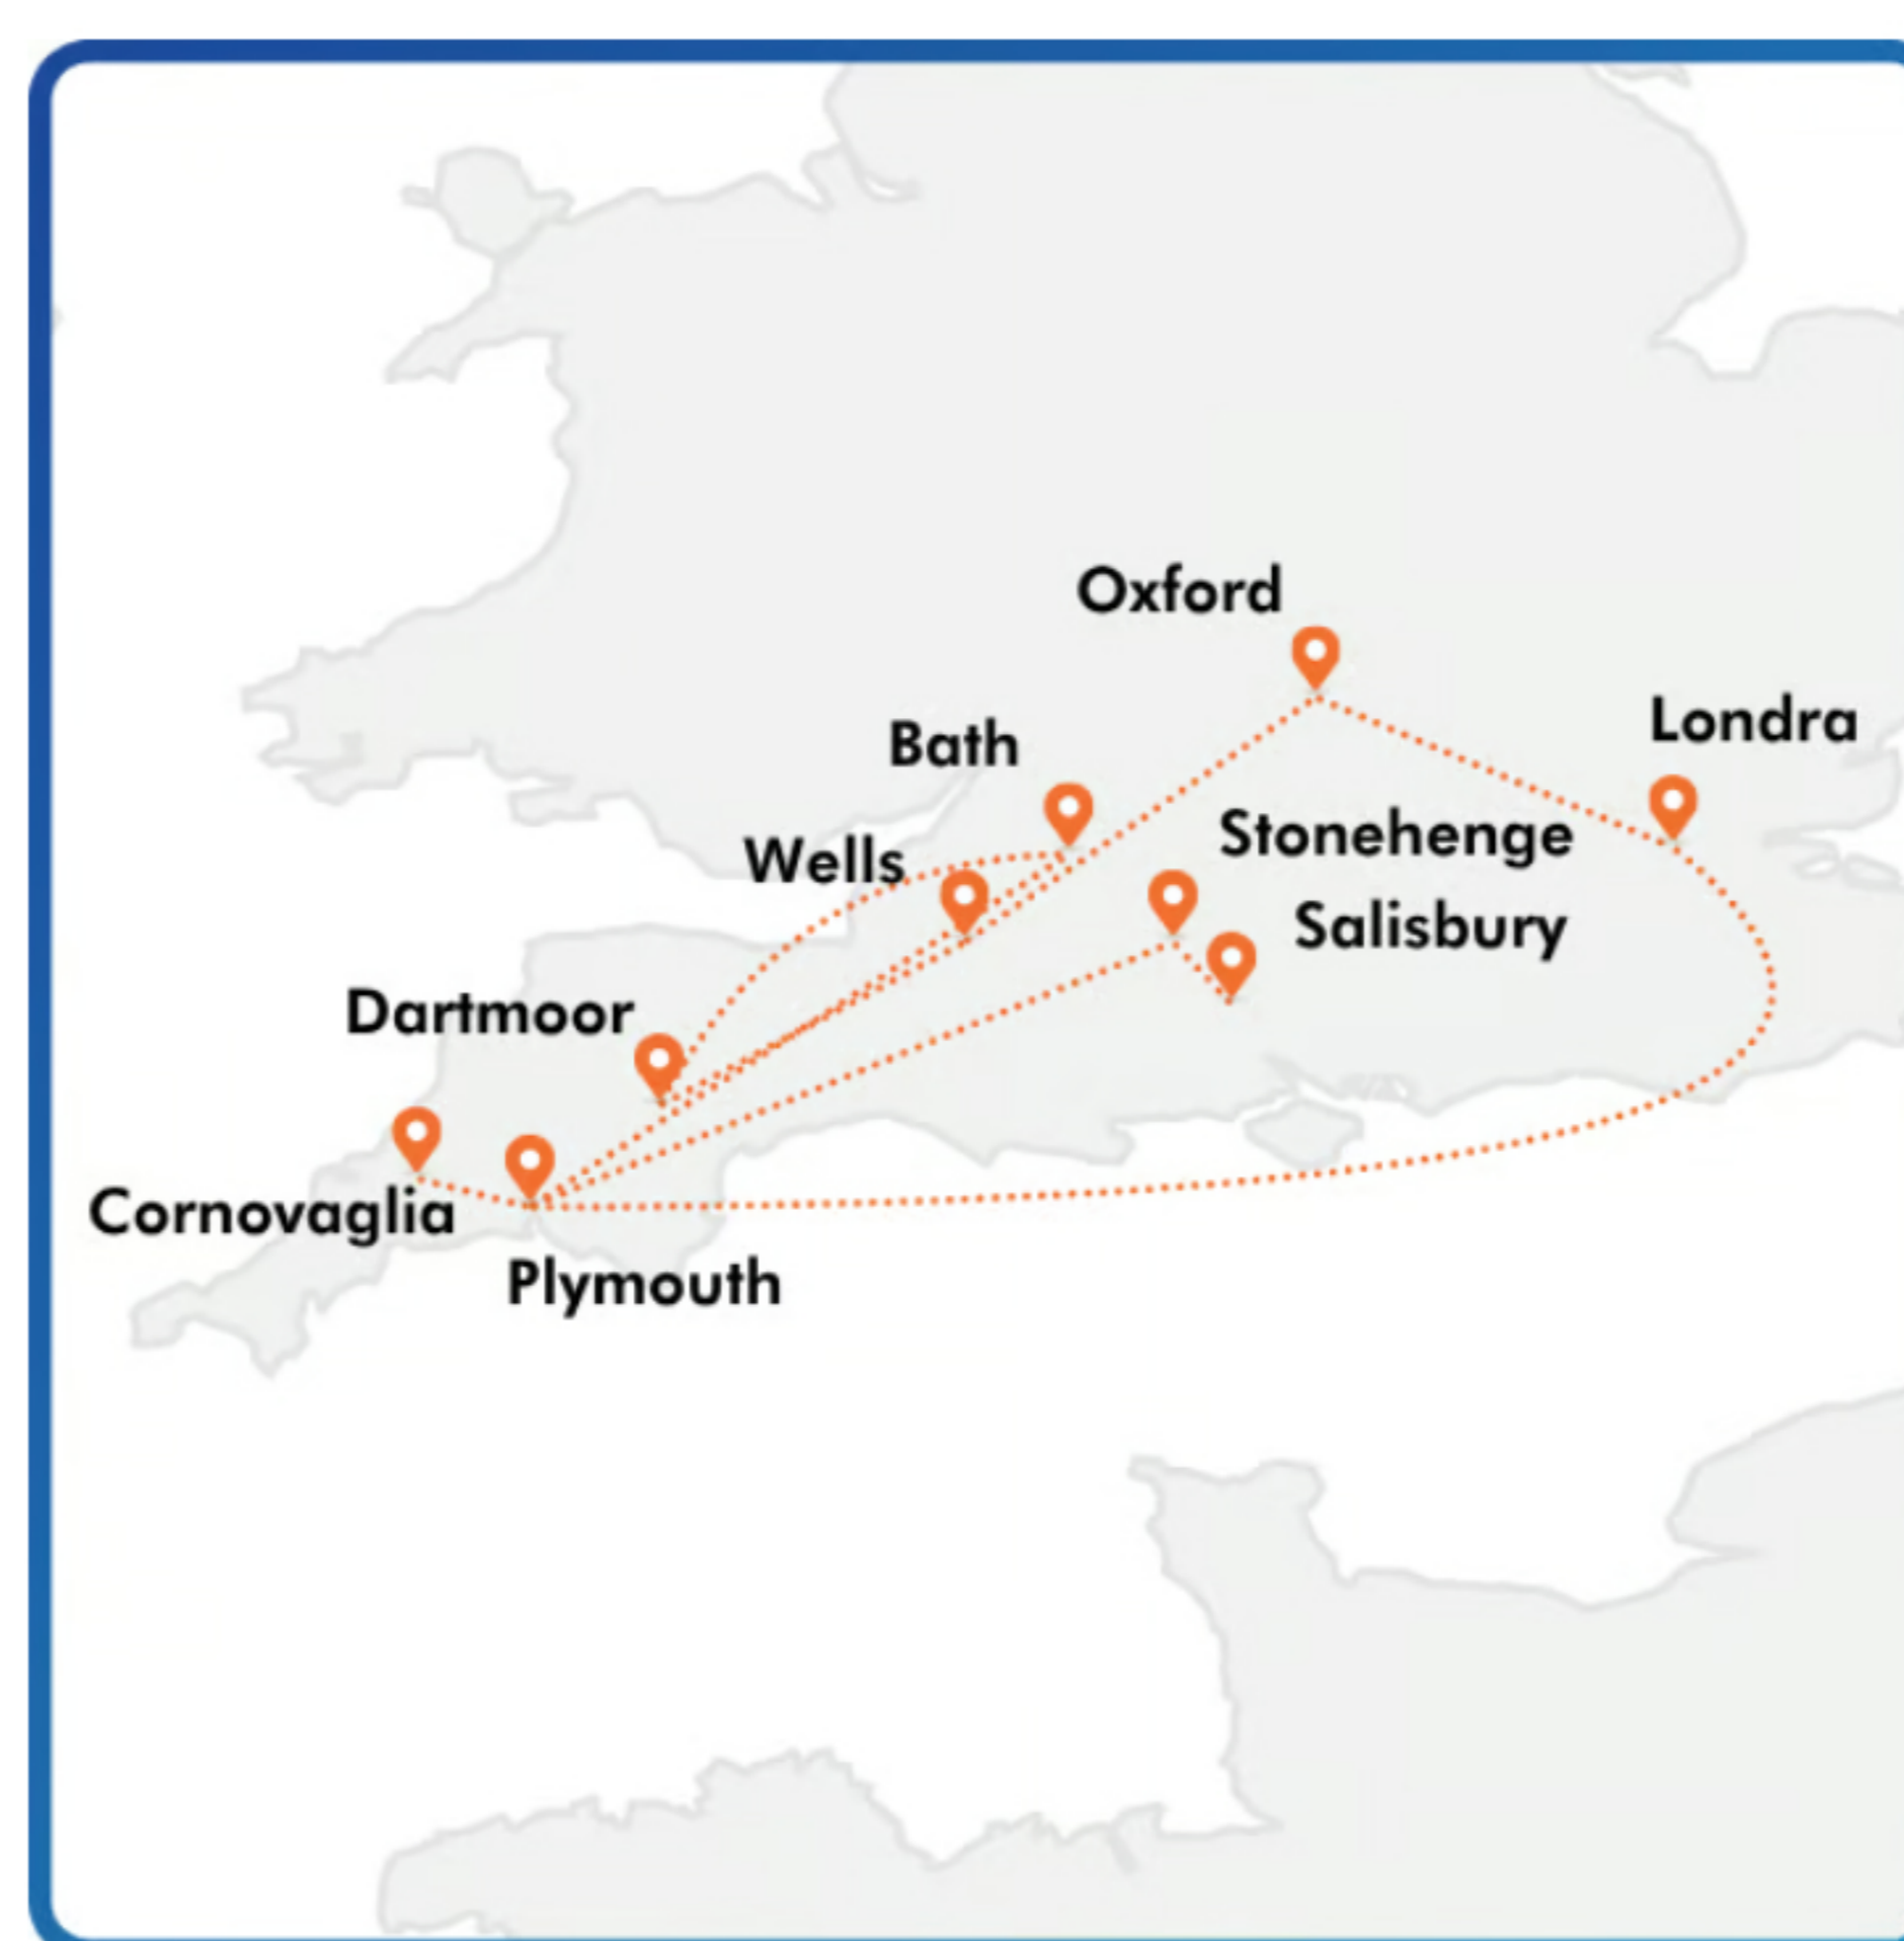 Oxford
Londra
Bath
Stonehenge
Wells
Salisbury
Dartmoor
Cornovaglia
Plymouth